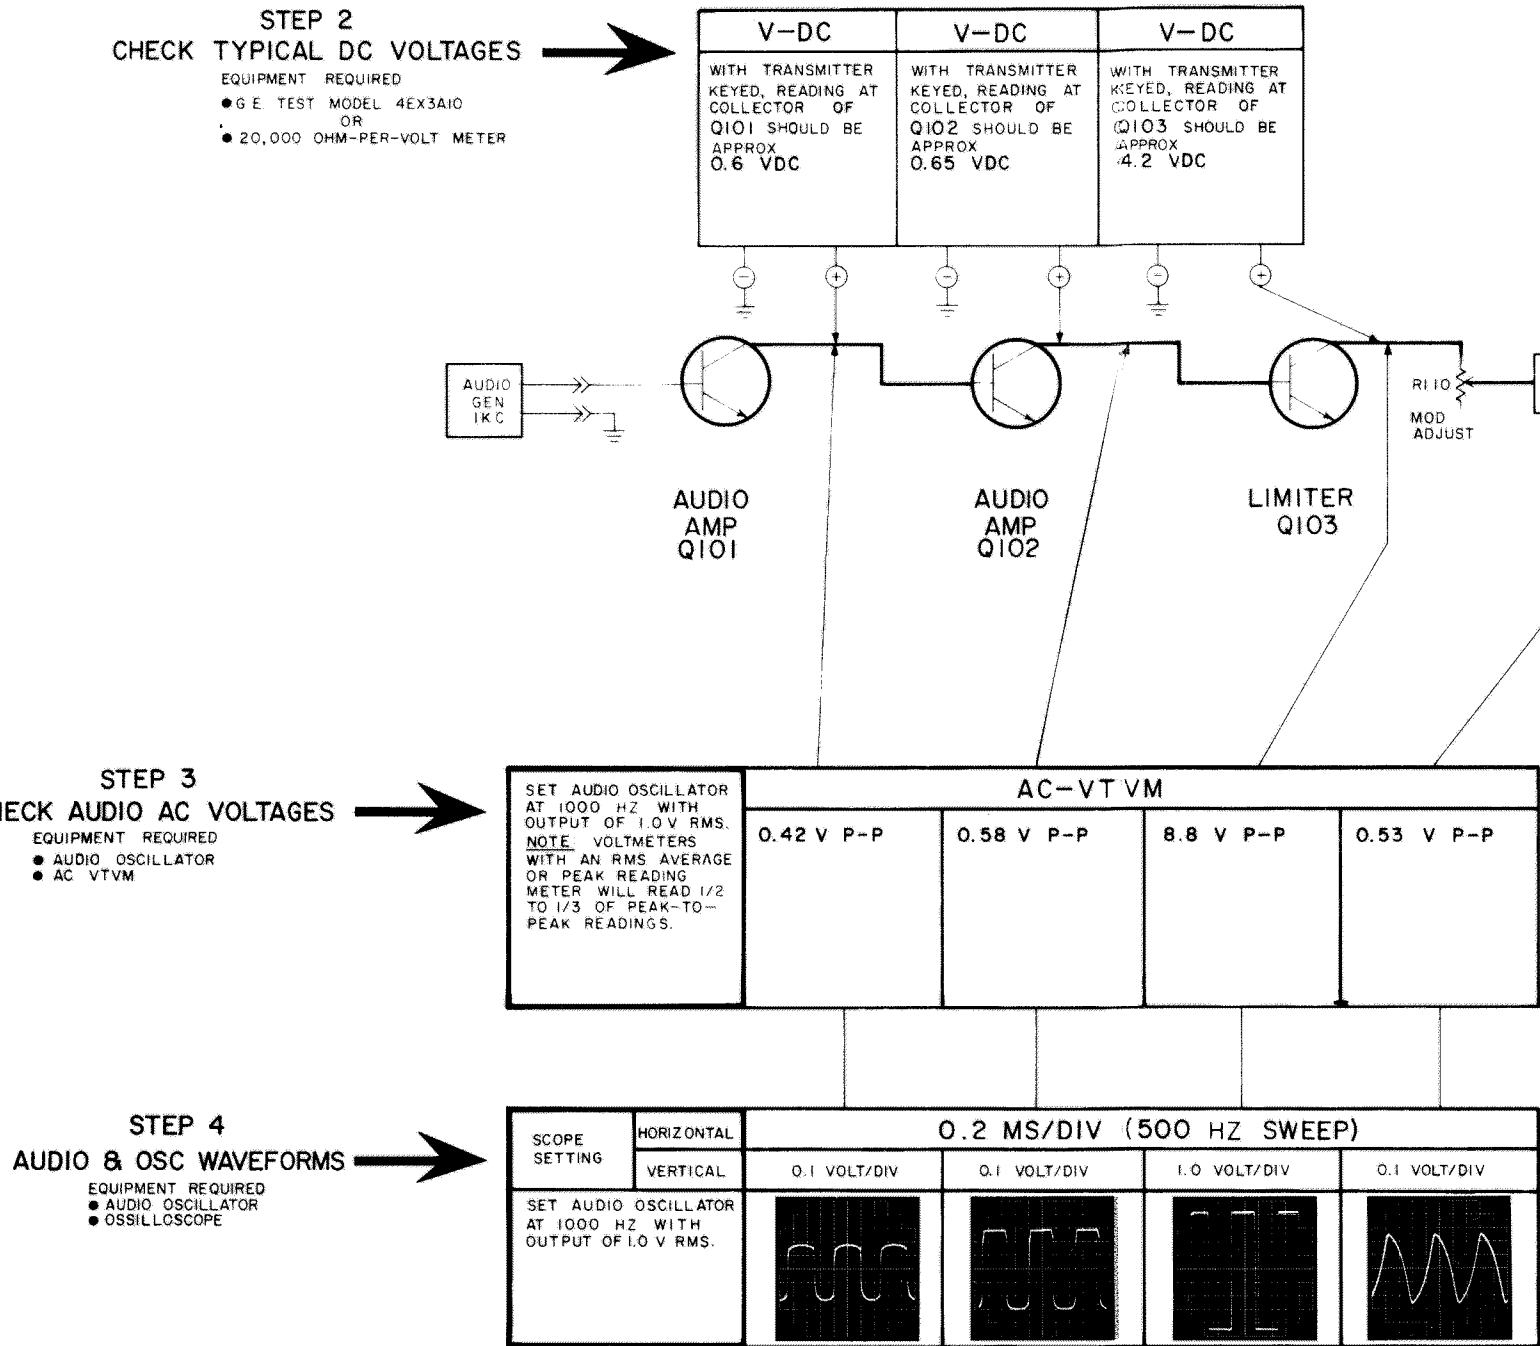 STEP 2
CHECK TYPICAL DC VOLTAGES
EQUIPMENT REQUIRED
● G E TEST MODEL 4EX3A10
OR
● 20,000 OHM-PER-VOLT METER
V-DC
WITH TRANSMITTER
KEYED, READING AT
COLLECTOR OF
Q101 SHOULD BE
APPROX
0.6 VDC
V-DC
WITH TRANSMITTER
KEYED, READING AT
COLLECTOR OF
Q102 SHOULD BE
APPROX
0.65 VDC
V-DC
WITH TRANSMITTER
KEYED, READING AT
COLLECTOR OF
Q103 SHOULD BE
APPROX
4.2 VDC
− + − + − +
AUDIO
GEN
1KC
R110
MOD
ADJUST
AUDIO
AMP
Q101
AUDIO
AMP
Q102
LIMITER
Q103
STEP 3
HECK AUDIO AC VOLTAGES
EQUIPMENT REQUIRED
● AUDIO OSCILLATOR
● AC VTVM
SET AUDIO OSCILLATOR
AT 1000 HZ WITH
OUTPUT OF 1.0 V RMS.
NOTE: VOLTMETERS
WITH AN RMS AVERAGE
OR PEAK READING
METER WILL READ 1/2
TO 1/3 OF PEAK-TO-
PEAK READINGS.
AC-VTVM
0.42 V P-P
0.58 V P-P
8.8 V P-P
0.53 V P-P
STEP 4
AUDIO & OSC WAVEFORMS
EQUIPMENT REQUIRED
● AUDIO OSCILLATOR
● OSSILLOSCOPE
SCOPE
SETTING
HORIZONTAL
0.2 MS/DIV (500 HZ SWEEP)
VERTICAL
0.1 VOLT/DIV
0.1 VOLT/DIV
1.0 VOLT/DIV
0.1 VOLT/DIV
SET AUDIO OSCILLATOR
AT 1000 HZ WITH
OUTPUT OF 1.0 V RMS.